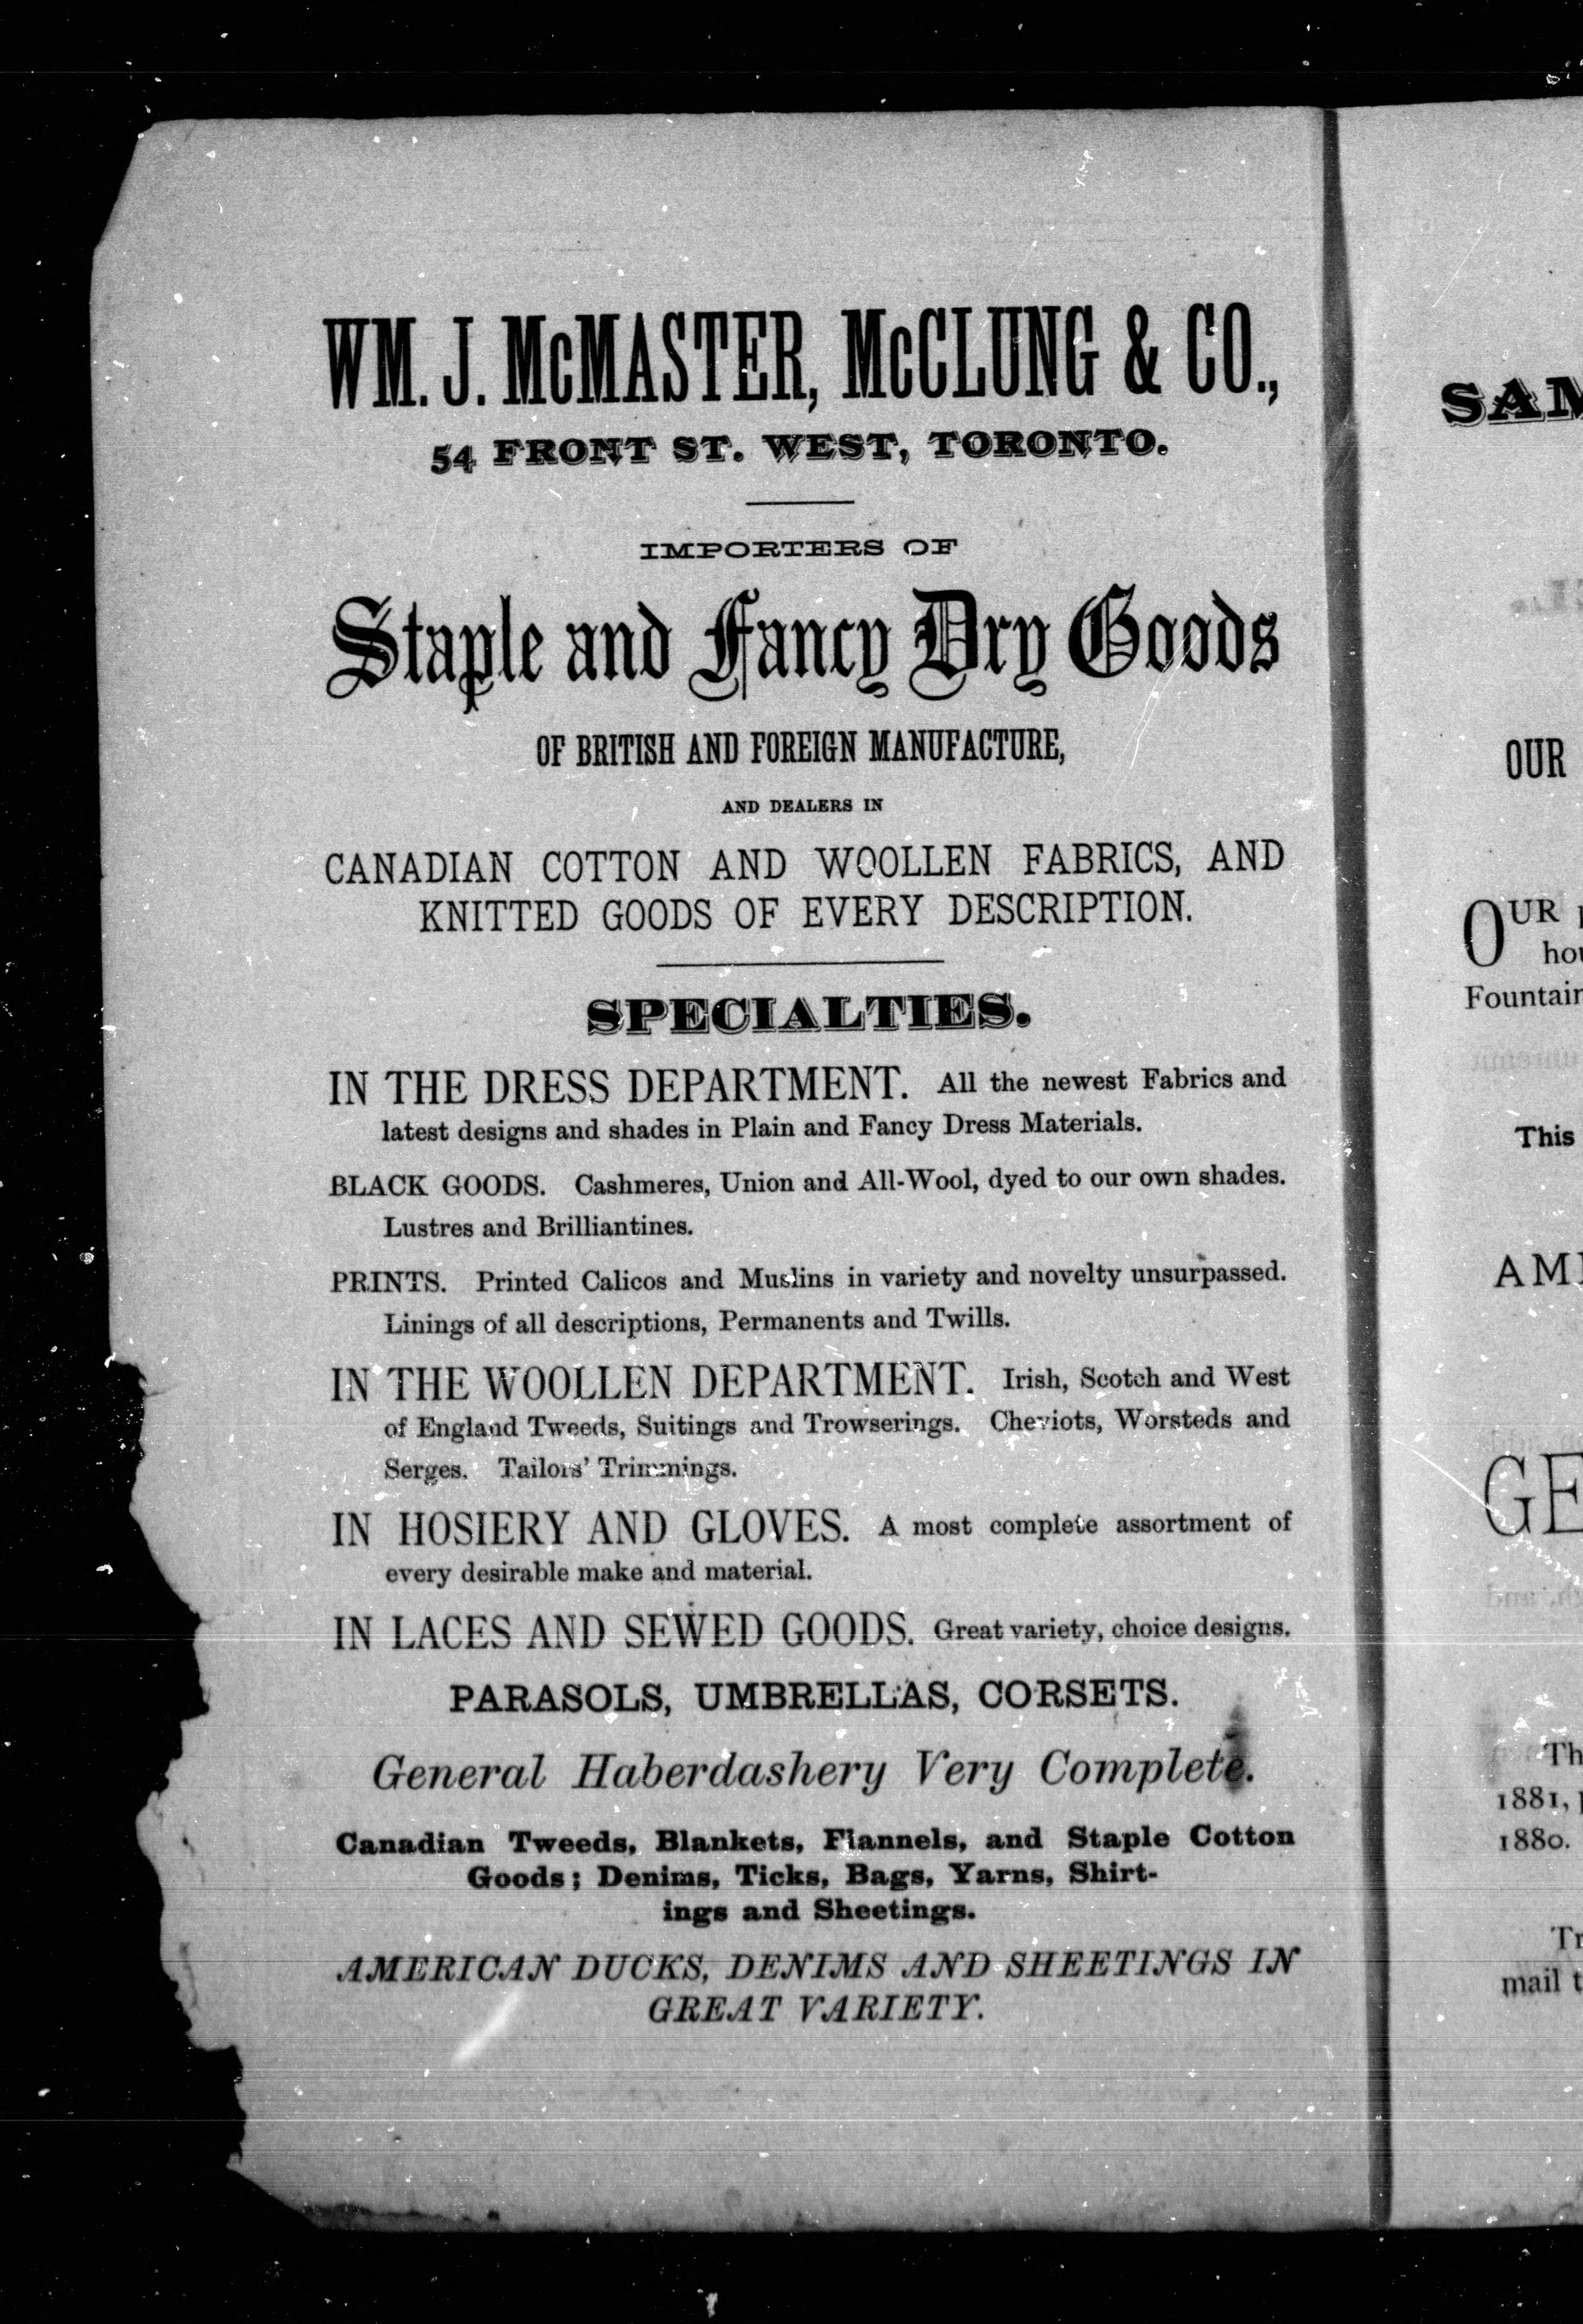 WM. J. McMASTER, McCLUNG & CO.,
54 FRONT ST. WEST, TORONTO.
IMPORTERS OF
Staple and Fancy Dry Goods
OF BRITISH AND FOREIGN MANUFACTURE,
AND DEALERS IN
CANADIAN COTTON AND WOOLLEN FABRICS, AND
KNITTED GOODS OF EVERY DESCRIPTION.
SPECIALTIES.
IN THE DRESS DEPARTMENT. All the newest Fabrics and
latest designs and shades in Plain and Fancy Dress Materials.
BLACK GOODS. Cashmeres, Union and All-Wool, dyed to our own shades.
Lustres and Brilliantines.
PRINTS. Printed Calicos and Muslins in variety and novelty unsurpassed.
Linings of all descriptions, Permanents and Twills.
IN THE WOOLLEN DEPARTMENT. Irish, Scotch and West
of England Tweeds, Suitings and Trowserings. Cheviots, Worsteds and
Serges. Tailors' Trimmings.
IN HOSIERY AND GLOVES. A most complete assortment of
every desirable make and material.
IN LACES AND SEWED GOODS. Great variety, choice designs.
PARASOLS, UMBRELLAS, CORSETS.
General Haberdashery Very Complete.
Canadian Tweeds, Blankets, Flannels, and Staple Cotton
Goods; Denims, Ticks, Bags, Yarns, Shirt-
ings and Sheetings.
AMERICAN DUCKS, DENIMS AND SHEETINGS IN
GREAT VARIETY.
OUR
OUR
Fountain
This
1881,
1880.
mail